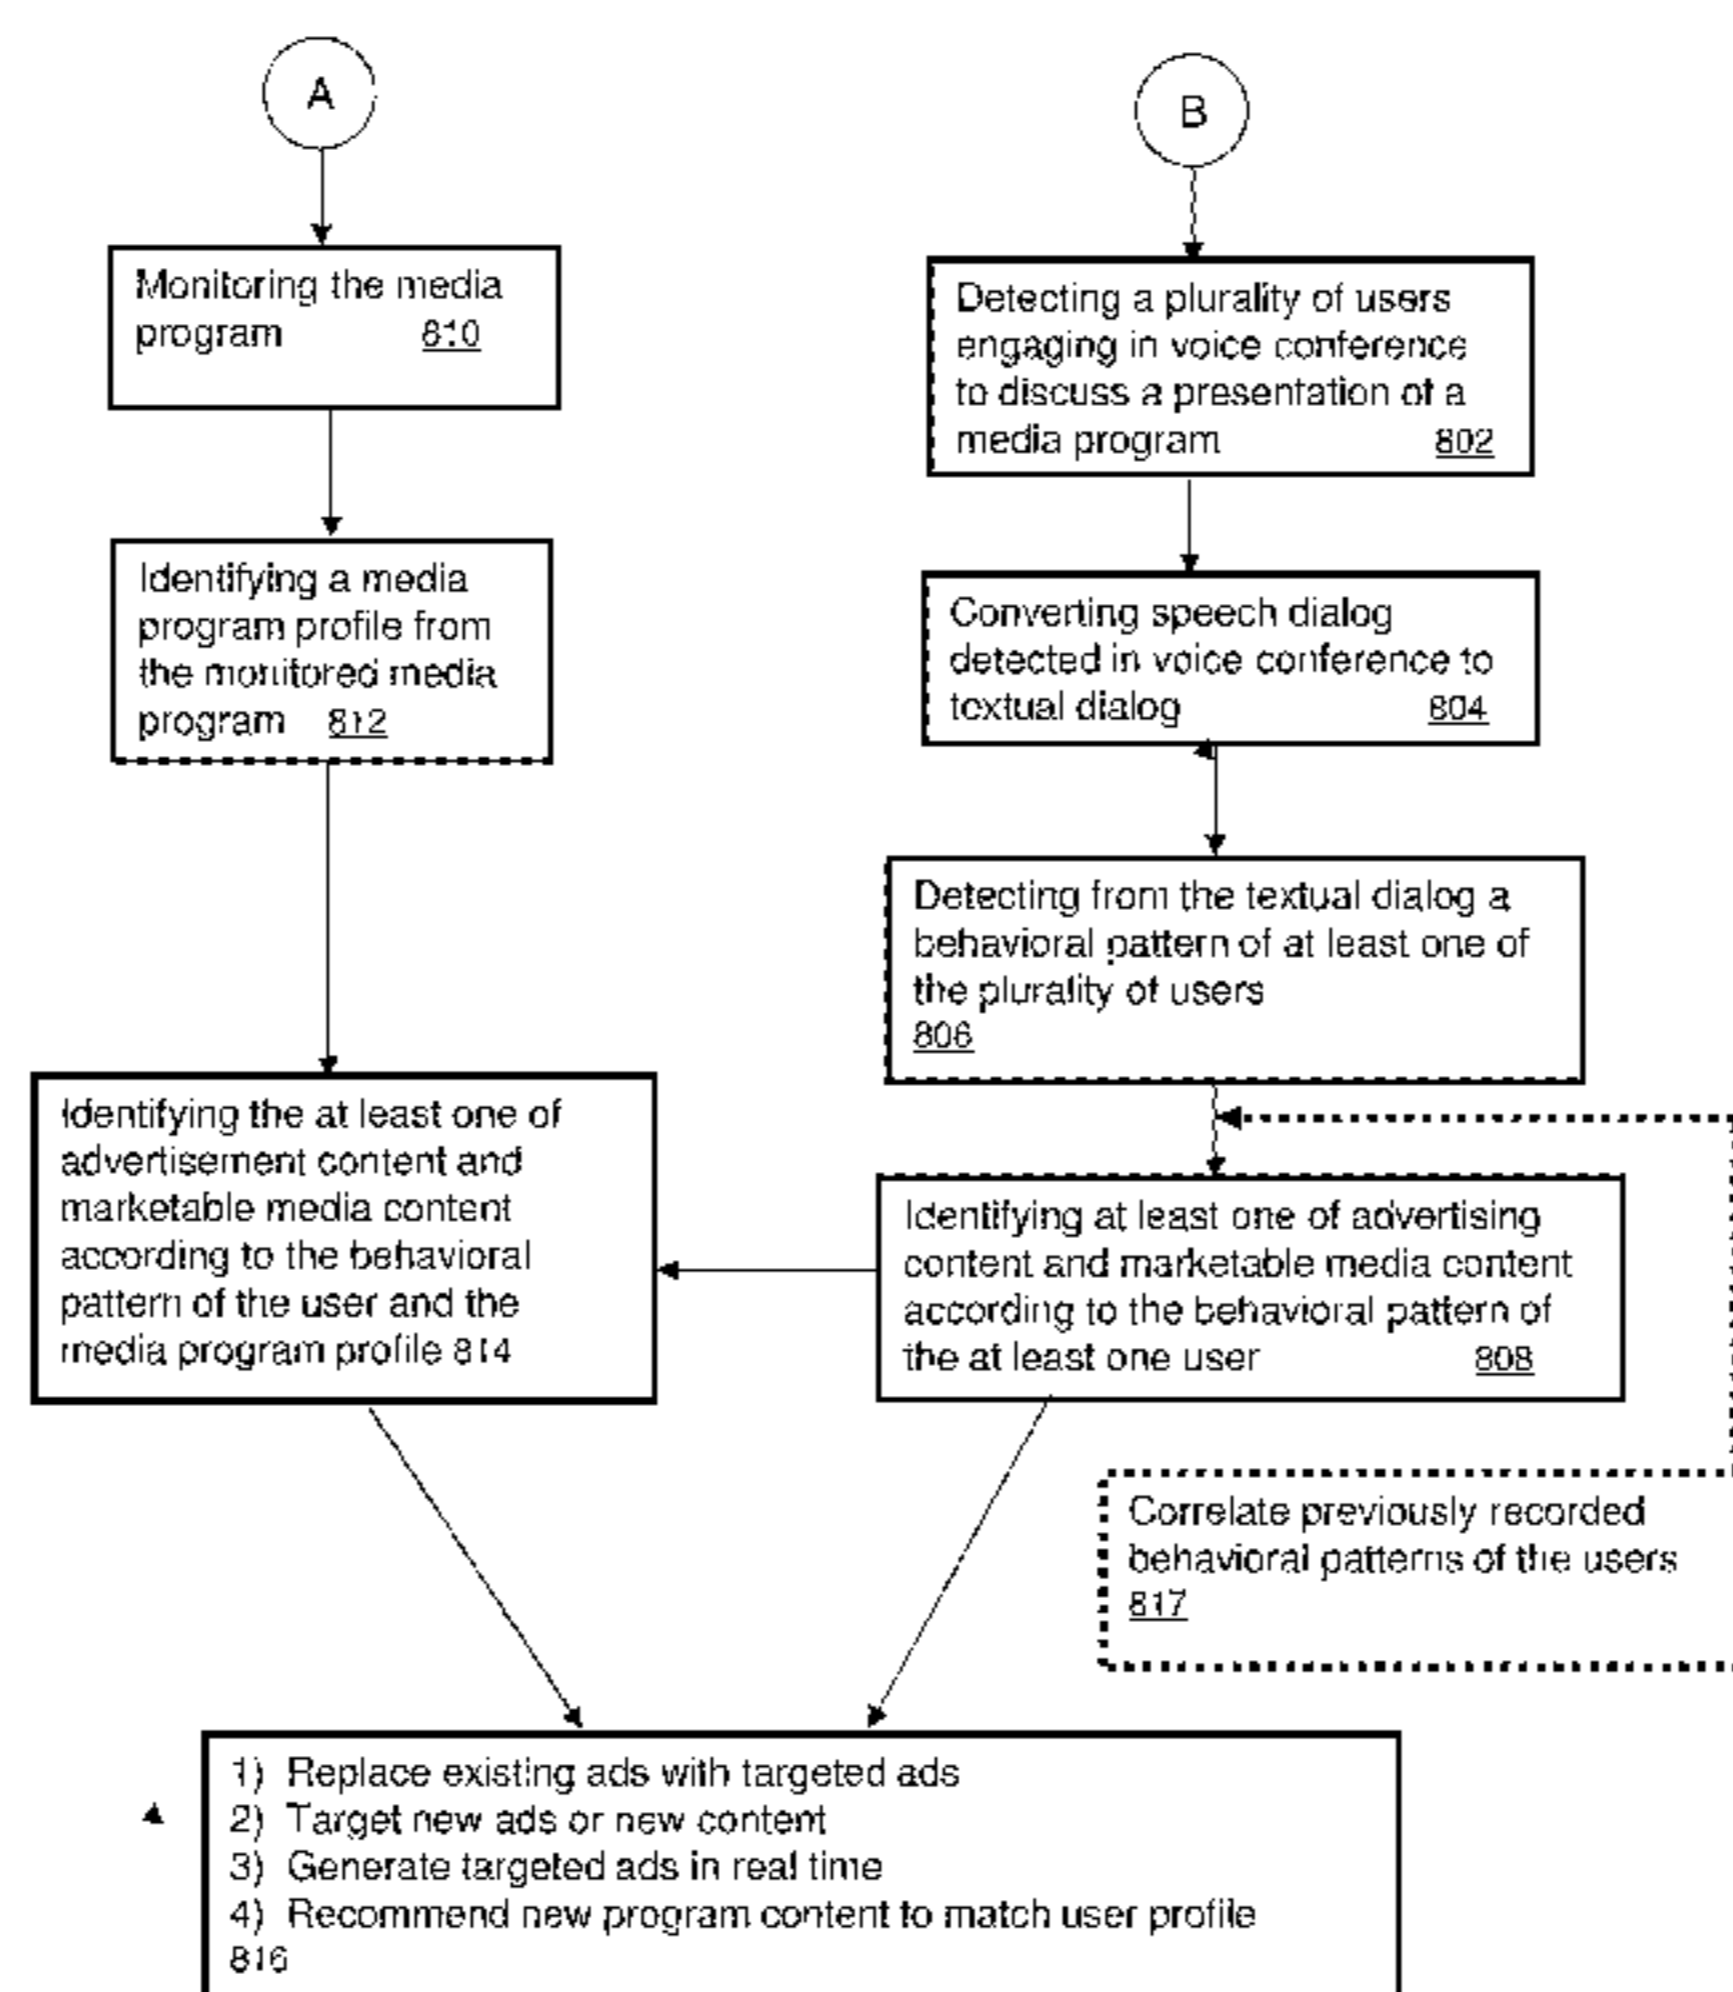 A
Monitoring the media
program 810
Identifying a media
program profile from
the monitored media
program 812
Identifying the at least one of
advertisement content and
marketable media content
according to the behavioral
pattern of the user and the
media program profile 814
B
Detecting a plurality of users
engaging in voice conference
to discuss a presentation of a
media program 802
Converting speech dialog
detected in voice conference to
textual dialog 804
Detecting from the textual dialog a
behavioral pattern of at least one of
the plurality of users
806
Identifying at least one of advertising
content and marketable media content
according to the behavioral pattern of
the at least one user 808
Correlate previously recorded
behavioral patterns of the users
817
1) Replace existing ads with targeted ads
2) Target new ads or new content
3) Generate targeted ads in real time
4) Recommend new program content to match user profile
816